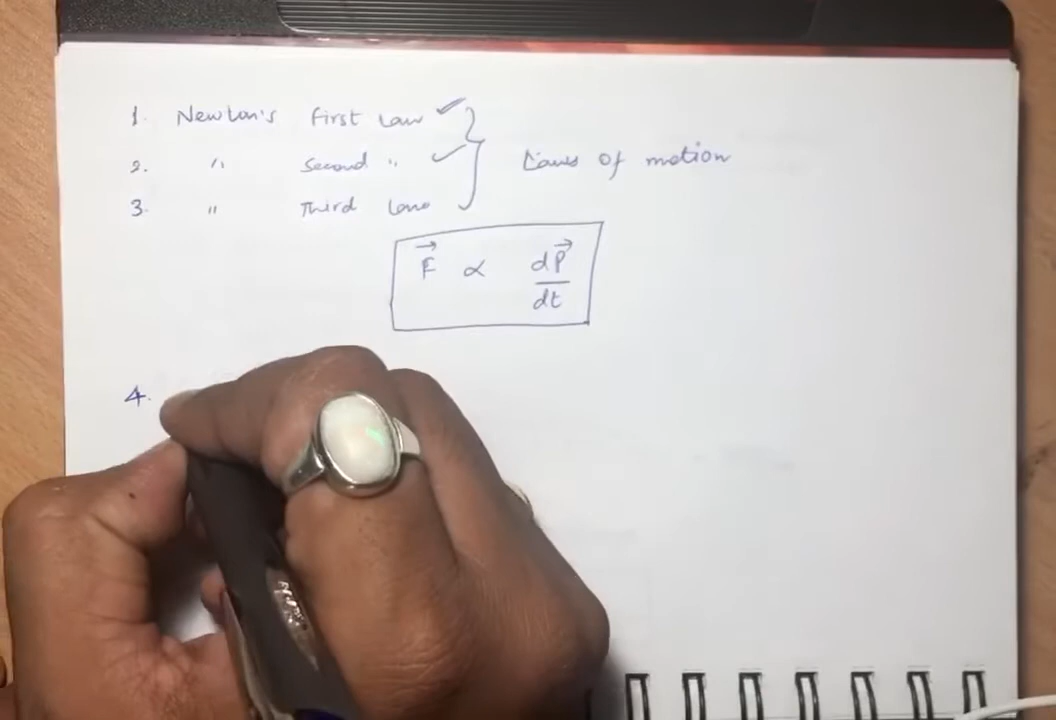 1. Newton's first Law ✓
2. " Second " ✓
3. " Third Law
Laws of motion
F⃗ ∝ dP⃗/dt
4.